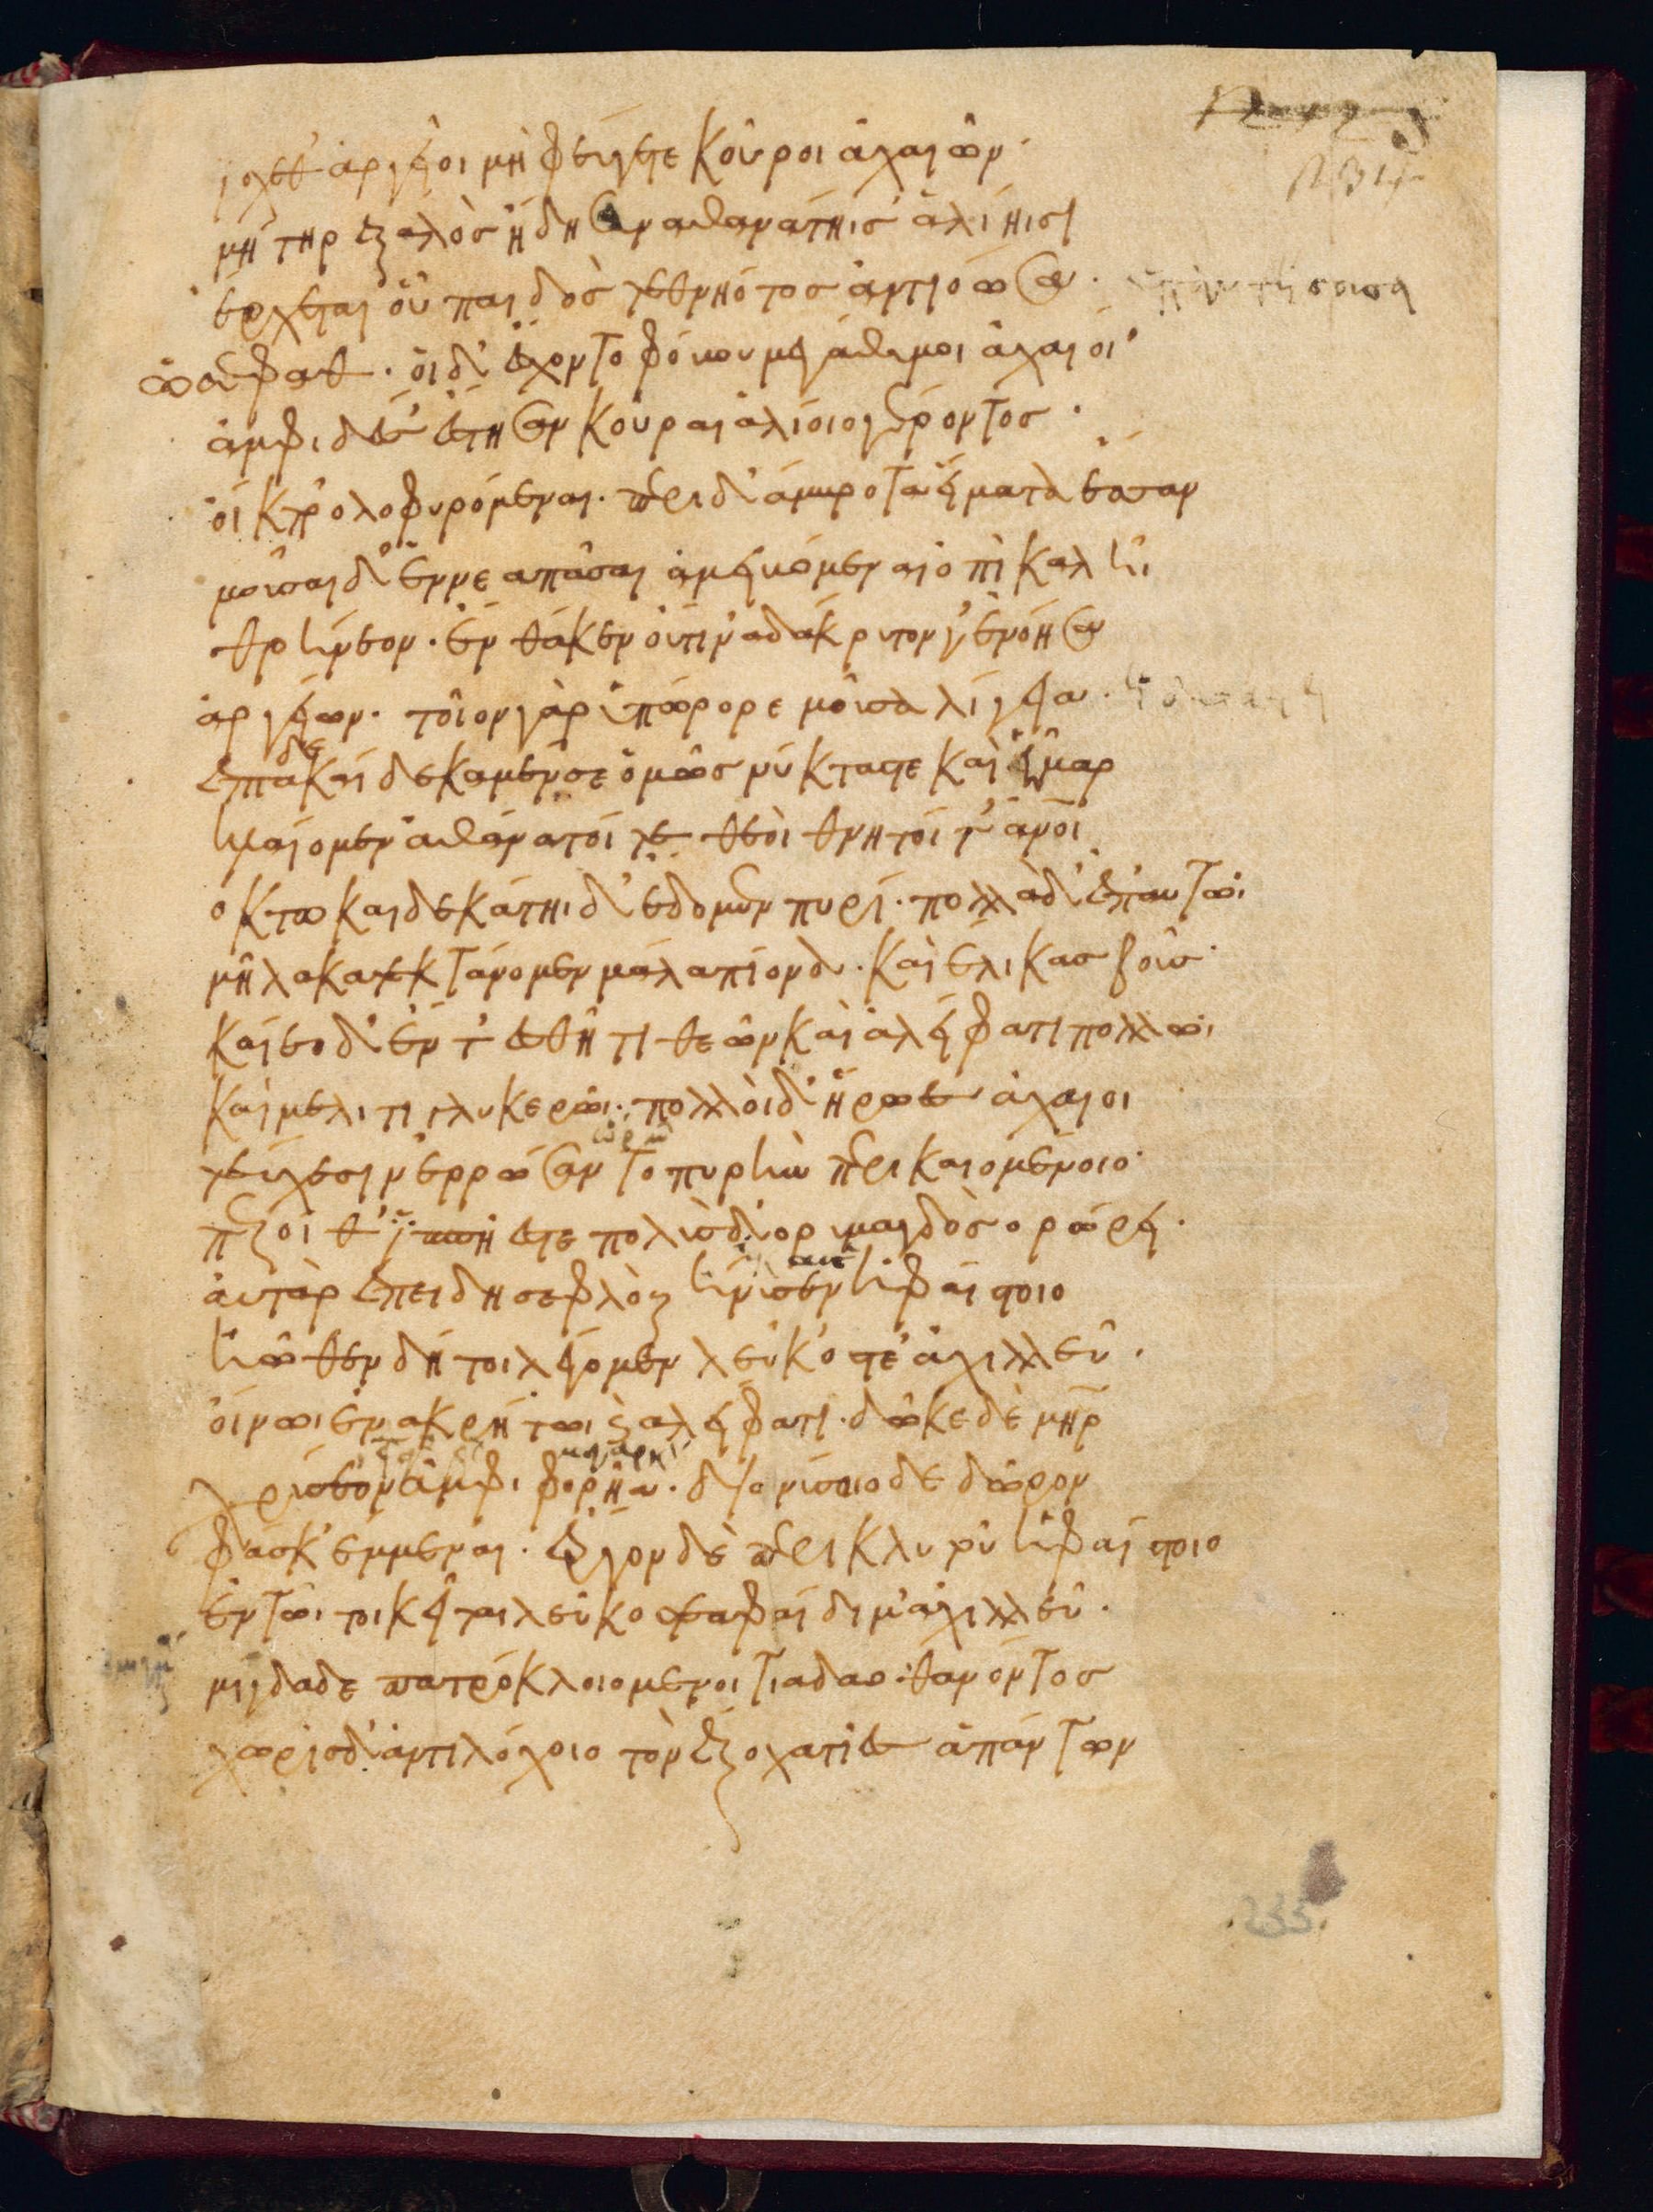 ἴσχεσθ' ἀργεῖοι μὴ φεύγετε κοῦροι ἀχαιῶν·
μήτηρ ἐξ ἁλὸς ἥδε σὺν ἀθανάτηισ' ἁλίηισι
ἔρχεται οὗ παιδὸς τεθνηότος ἀντιόωσα·
ὣς ἔφαθ'· οἱ δ' ἔσχοντο φόβου μεγάθυμοι ἀχαιοί·
ἀμφὶ δέ σ' ἔστησαν κοῦραι ἁλίοιο γέροντος·
οἴκτρ' ὀλοφυρόμεναι· περὶ δ' ἄμβροτα εἵματα ἕσσαν
μοῦσαι δ' ἐννέα πᾶσαι ἀμειβόμεναι ὀπὶ καλῆι
θρήνεον· ἔνθά κεν οὔτιν' ἀδάκρυτόν γ' ἐνόησας
ἀργείων· τοῖον γὰρ ὑπώρορε μοῦσα λίγεια·
ἑπτὰ δὲ καὶ δέκα μέν σε ὁμῶς νύκτάς τε καὶ ἦμαρ
κλαίομεν ἀθάνατοί τε θεοὶ θνητοί τ' ἄνθρωποι
ὀκτωκαιδεκάτηι δ' ἔδομεν πυρί· πολλὰ δ' ἐπ' αὐτῶι
μῆλα κατεκτάνομεν μάλα πίονα· καὶ ἕλικας βοῦς·
καίεο δ' ἔν τ' ἐσθῆτι θεῶν καὶ ἀλείφατι πολλῶι
καὶ μέλιτι γλυκερῶι· πολλοὶ δ' ἥρωες ἀχαιοὶ
τεύχεσιν ἐρρώσαντο πυρὴν πέρι καιομένοιο·
πεζοί θ' ἱππῆές τε πολὺς δ' ὀρυμαγδὸς ὀρώρει·
αὐτὰρ ἐπειδή σε φλὸξ ἤνυσεν ἡφαίστοιο
ἠῶθεν δή τοι λέγομεν λεύκ' ὀστέ' ἀχιλλεῦ·
οἴνωι ἐν ἀκρήτωι καὶ ἀλείφατι· δῶκε δὲ μήτηρ
χρύσεον ἀμφιφορῆα· διωνύσοιο δὲ δῶρον
φάσκ' ἔμμεναι· ἔργον δὲ περικλυτοῦ ἡφαίστοιο
ἐν τῶι τοι κεῖται λεύκ' ὀστέα φαίδιμ' ἀχιλλεῦ·
μίγδα δὲ πατρόκλοιο μενοιτιάδαο θανόντος
χωρὶς δ' ἀντιλόχοιο τὸν ἔξοχα τῖες ἁπάντων
233